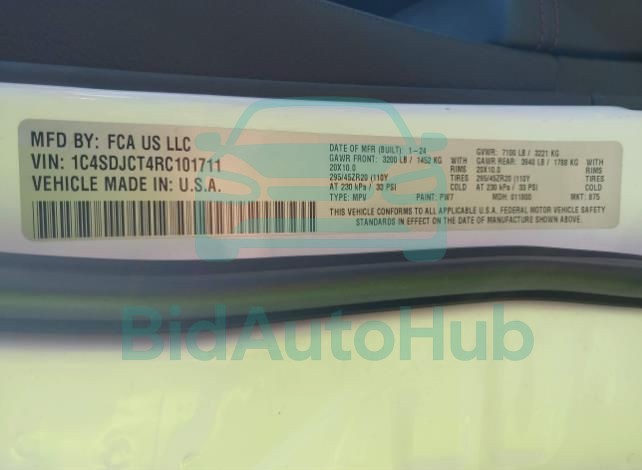 MFD BY: FCA US LLC
VIN: 1C4SDJCT4RC101711
VEHICLE MADE IN: U.S.A.
DATE OF MFR (BUILT): 1-24
GVWR: 7100 LB / 3221 KG
GAWR FRONT: 3200 LB / 1452 KG WITH
GAWR REAR: 3940 LB / 1788 KG WITH
20X10.0 RIMS
20X10.0 RIMS
295/45ZR20 (110Y TIRES
295/45ZR20 (110Y TIRES
AT 230 kPa / 33 PSI COLD
AT 230 kPa / 33 PSI COLD
TYPE: MPV PAINT: PW7 MDH: 011800 MKT: 875
THIS VEHICLE CONFORMS TO ALL APPLICABLE U.S.A. FEDERAL MOTOR VEHICLE SAFETY
STANDARDS IN EFFECT ON THE DATE OF MANUFACTURE SHOWN ABOVE.
BidAutoHub